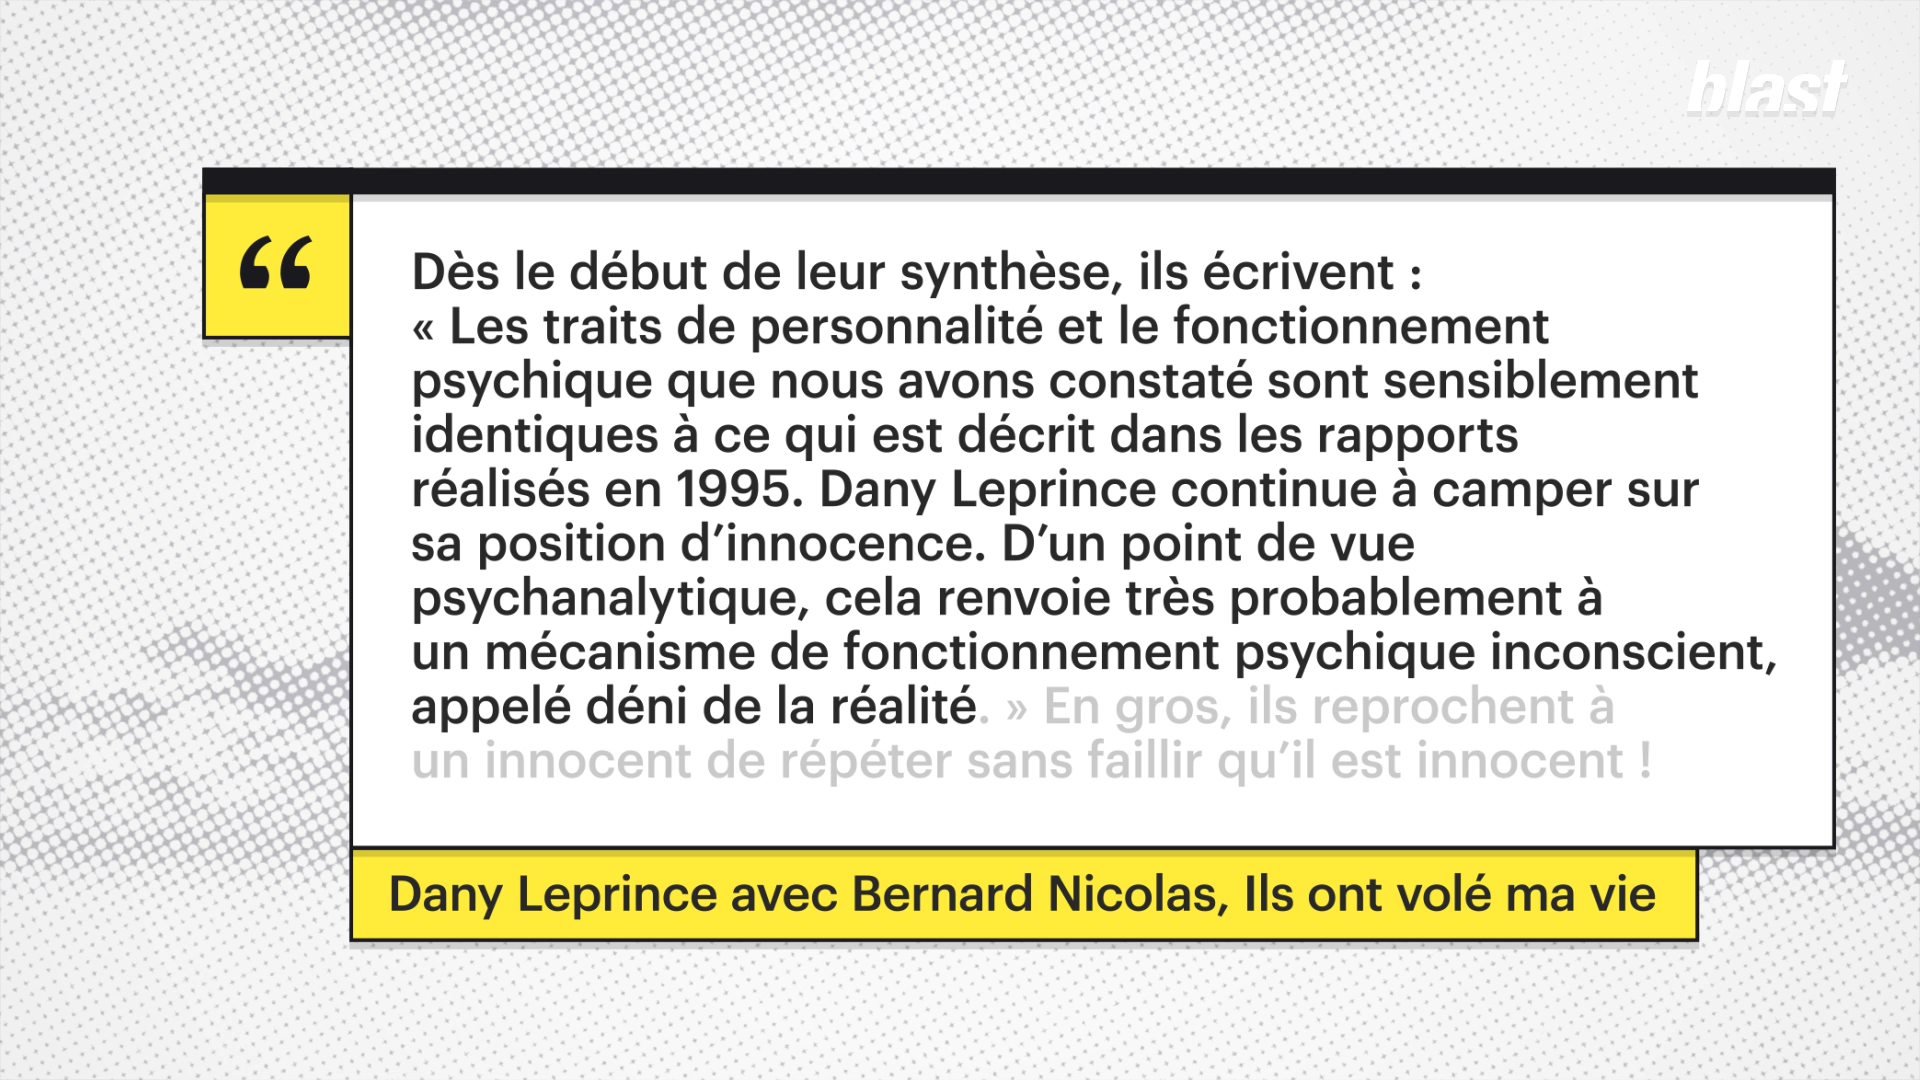 blast
“
Dès le début de leur synthèse, ils écrivent :
« Les traits de personnalité et le fonctionnement
psychique que nous avons constaté sont sensiblement
identiques à ce qui est décrit dans les rapports
réalisés en 1995. Dany Leprince continue à camper sur
sa position d’innocence. D’un point de vue
psychanalytique, cela renvoie très probablement à
un mécanisme de fonctionnement psychique inconscient,
appelé déni de la réalité. » En gros, ils reprochent à
un innocent de répéter sans faillir qu’il est innocent !
Dany Leprince avec Bernard Nicolas, Ils ont volé ma vie